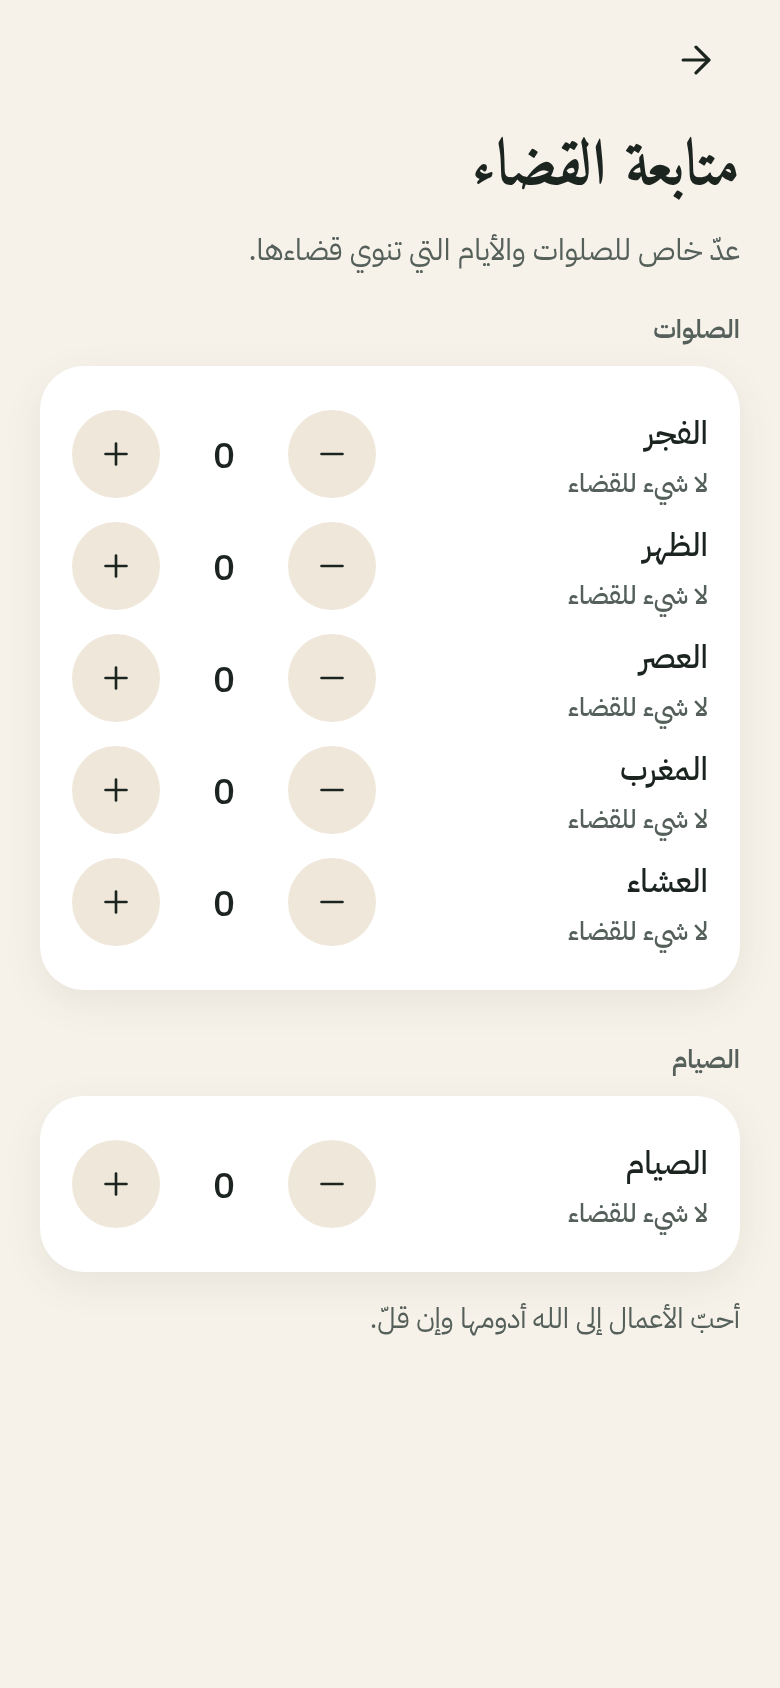 متابعة القضاء
عدّ خاص للصلوات والأيام التي تنوي قضاءها.
الصلوات
الفجر
لا شيء للقضاء
− 0 +
الظهر
لا شيء للقضاء
− 0 +
العصر
لا شيء للقضاء
− 0 +
المغرب
لا شيء للقضاء
− 0 +
العشاء
لا شيء للقضاء
− 0 +
الصيام
الصيام
لا شيء للقضاء
− 0 +
أحبّ الأعمال إلى الله أدومها وإن قلّ.